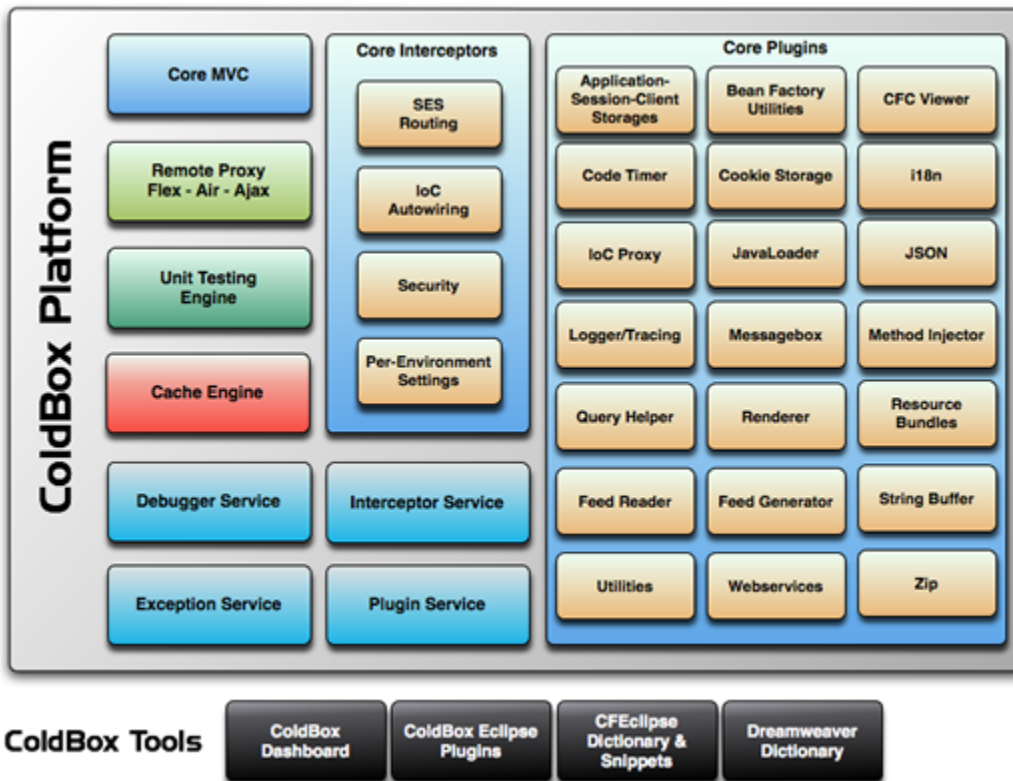 ColdBox Platform
Core MVC
Remote Proxy
Flex - Air - Ajax
Unit Testing
Engine
Cache Engine
Debugger Service
Exception Service
Core Interceptors
SES
Routing
IoC
Autowiring
Security
Per-Environment
Settings
Interceptor Service
Plugin Service
Core Plugins
Application-
Session-Client
Storages
Bean Factory
Utilities
CFC Viewer
Code Timer
Cookie Storage
i18n
IoC Proxy
JavaLoader
JSON
Logger/Tracing
Messagebox
Method Injector
Query Helper
Renderer
Resource
Bundles
Feed Reader
Feed Generator
String Buffer
Utilities
Webservices
Zip
ColdBox Tools
ColdBox
Dashboard
ColdBox Eclipse
Plugins
CFEclipse
Dictionary &
Snippets
Dreamweaver
Dictionary